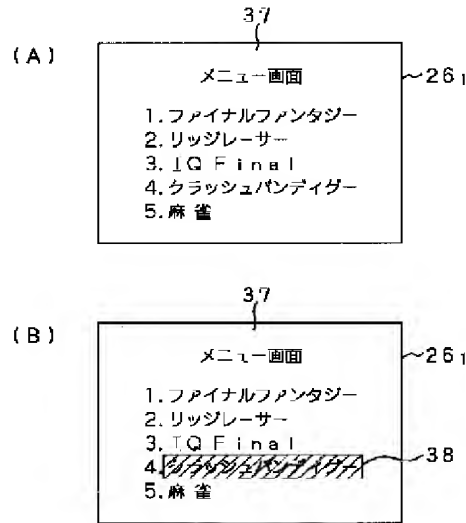 37
(A)
メニュー画面
26₁
1.ファイナルファンタジー
2.リッジレーサー
3.IQ Final
4.クラッシュバンディグー
5.麻雀
37
(B)
メニュー画面
26₁
1.ファイナルファンタジー
2.リッジレーサー
3.IQ Final
4.クラッシュバンディグー
38
5.麻雀